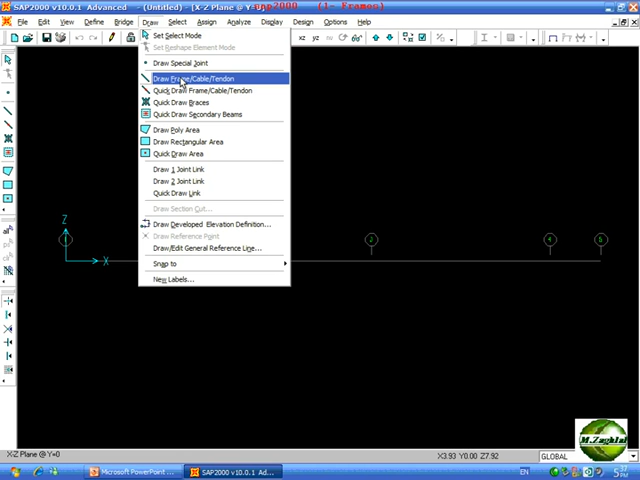 SAP2000 v10.0.1 Advanced - (Untitled) - [X-Z Plane @ Y=0]
sap2000 (1- Frames)
File Edit View Define Bridge Draw Select Assign Analyze Display Design Options Help
xz yz nv
Set Select Mode
Set Reshape Element Mode
Draw Special Joint
Draw Frame/Cable/Tendon
Quick Draw Frame/Cable/Tendon
Quick Draw Braces
Quick Draw Secondary Beams
Draw Poly Area
Draw Rectangular Area
Quick Draw Area
Draw 1 Joint Link
Draw 2 Joint Link
Quick Draw Link
Draw Section Cut...
Draw Developed Elevation Definition...
Draw Reference Point
Draw/Edit General Reference Line...
Snap to
New Labels...
all
Z
X
1
4
X-Z Plane @ Y=0
X3.93 Y0.00 Z7.92
GLOBAL
M.Zaghlal
Microsoft PowerPoint ...
SAP2000 v10.0.1 Ad...
EN